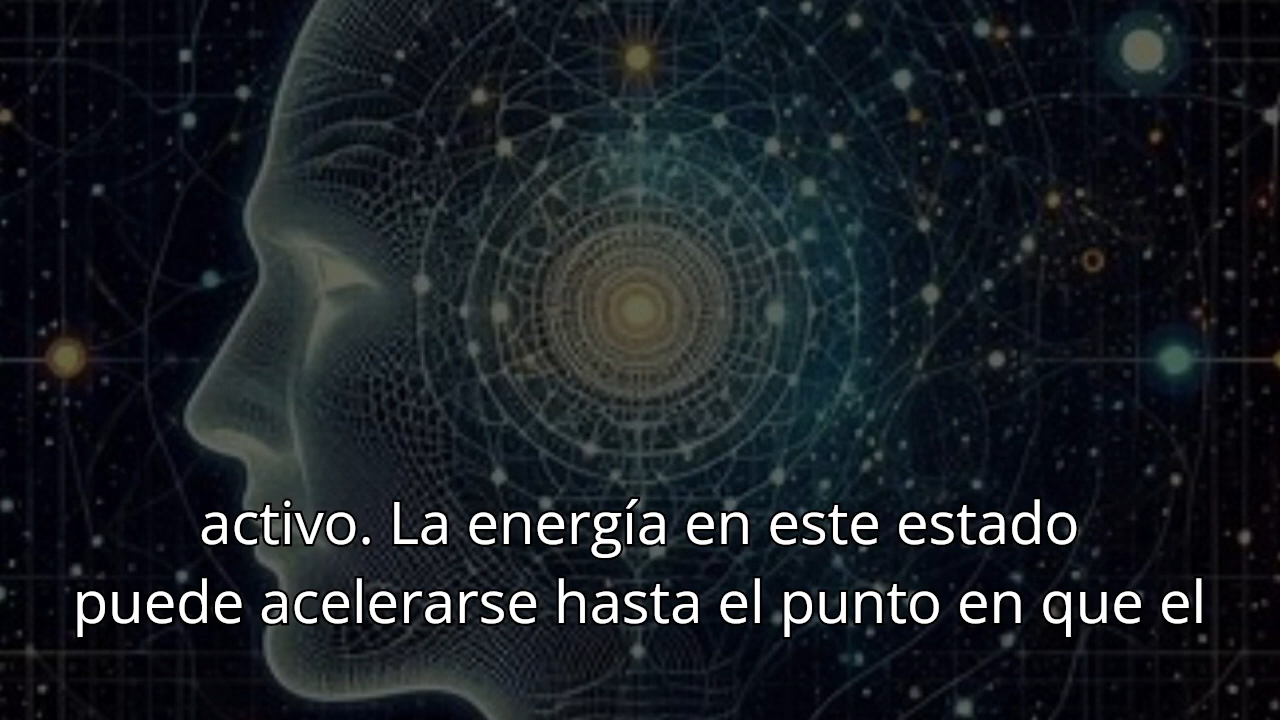 activo. La energía en este estado
puede acelerarse hasta el punto en que el